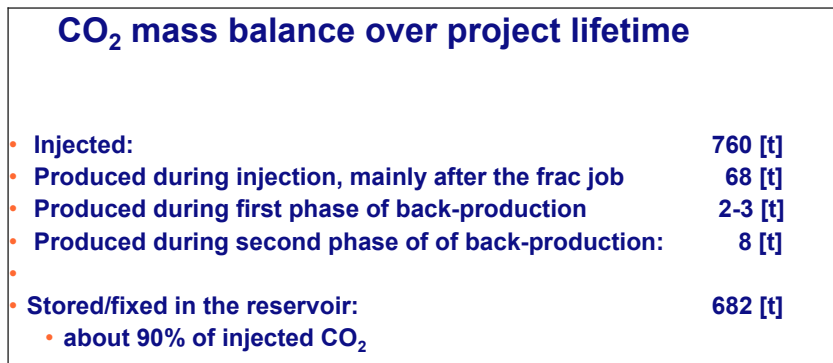 CO₂ mass balance over project lifetime
• Injected: 760 [t]
• Produced during injection, mainly after the frac job 68 [t]
• Produced during first phase of back-production 2-3 [t]
• Produced during second phase of of back-production: 8 [t]
•
• Stored/fixed in the reservoir: 682 [t]
• about 90% of injected CO₂